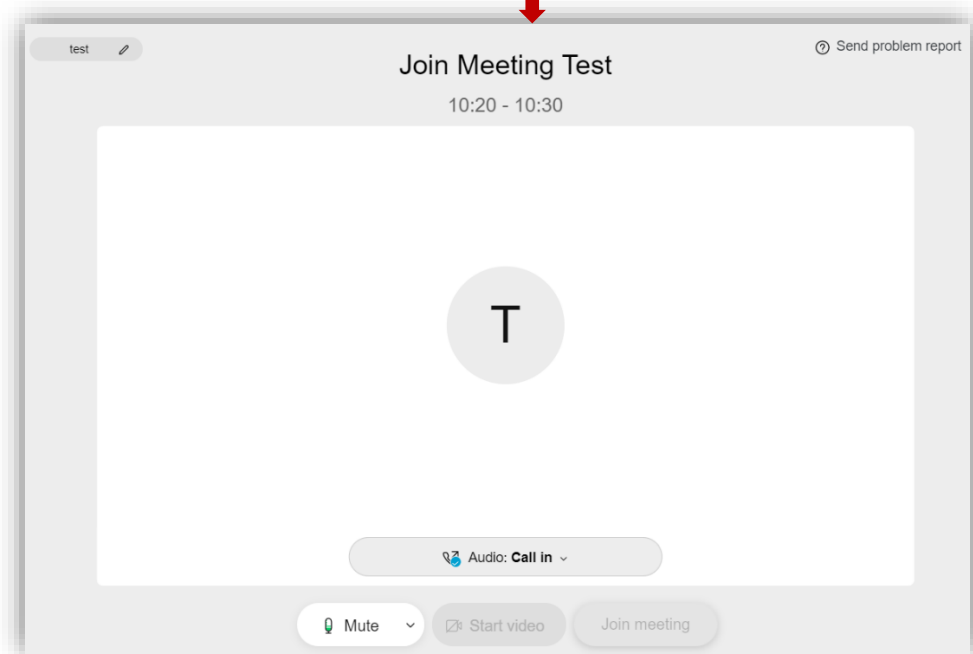 test
Send problem report
Join Meeting Test
10:20 - 10:30
T
Audio: Call in
Mute
Start video
Join meeting